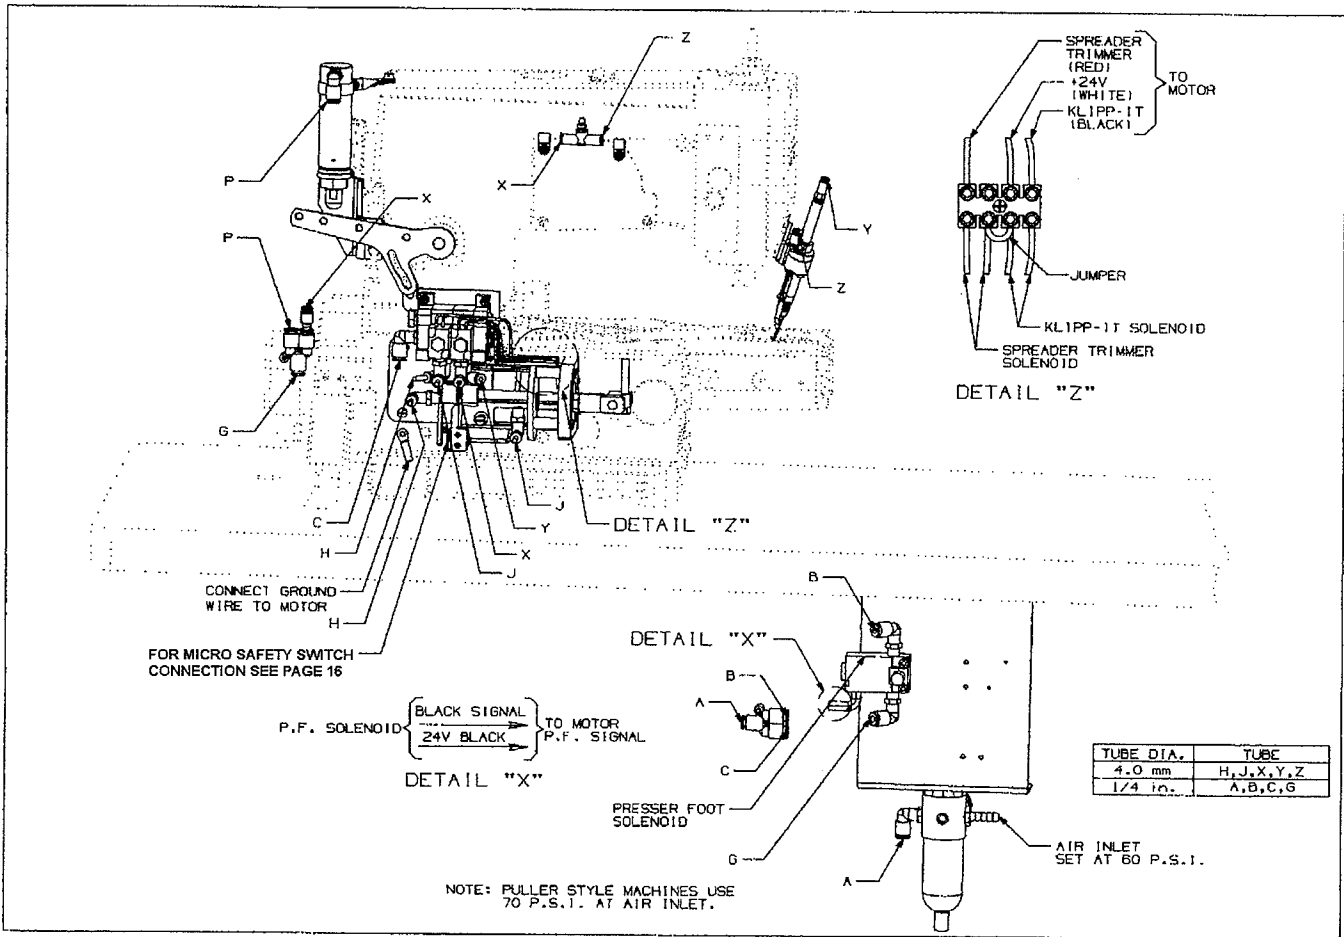 Z
SPREADER
TRIMMER
(RED)
+24V
(WHITE)
KLIPP-IT
(BLACK)
TO
MOTOR
P
X
X
Y
P
Z
JUMPER
KLIPP-IT SOLENOID
SPREADER TRIMMER
SOLENOID
DETAIL "Z"
G
C
J
Y
DETAIL "Z"
H
X
J
CONNECT GROUND
WIRE TO MOTOR
H
B
FOR MICRO SAFETY SWITCH
CONNECTION SEE PAGE 16
DETAIL "X"
B
A
P.F. SOLENOID
BLACK SIGNAL
24V BLACK
TO MOTOR
P.F. SIGNAL
DETAIL "X"
C
TUBE DIA. TUBE
4.0 mm H,J,X,Y,Z
1/4 in. A,B,C,G
PRESSER FOOT
SOLENOID
G
A
AIR INLET
SET AT 60 P.S.I.
NOTE: PULLER STYLE MACHINES USE
70 P.S.I. AT AIR INLET.